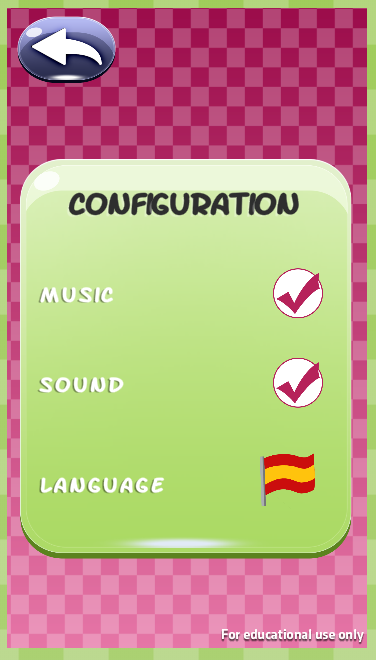 CONFIGURATION
MUSIC
SOUND
LANGUAGE
For educational use only